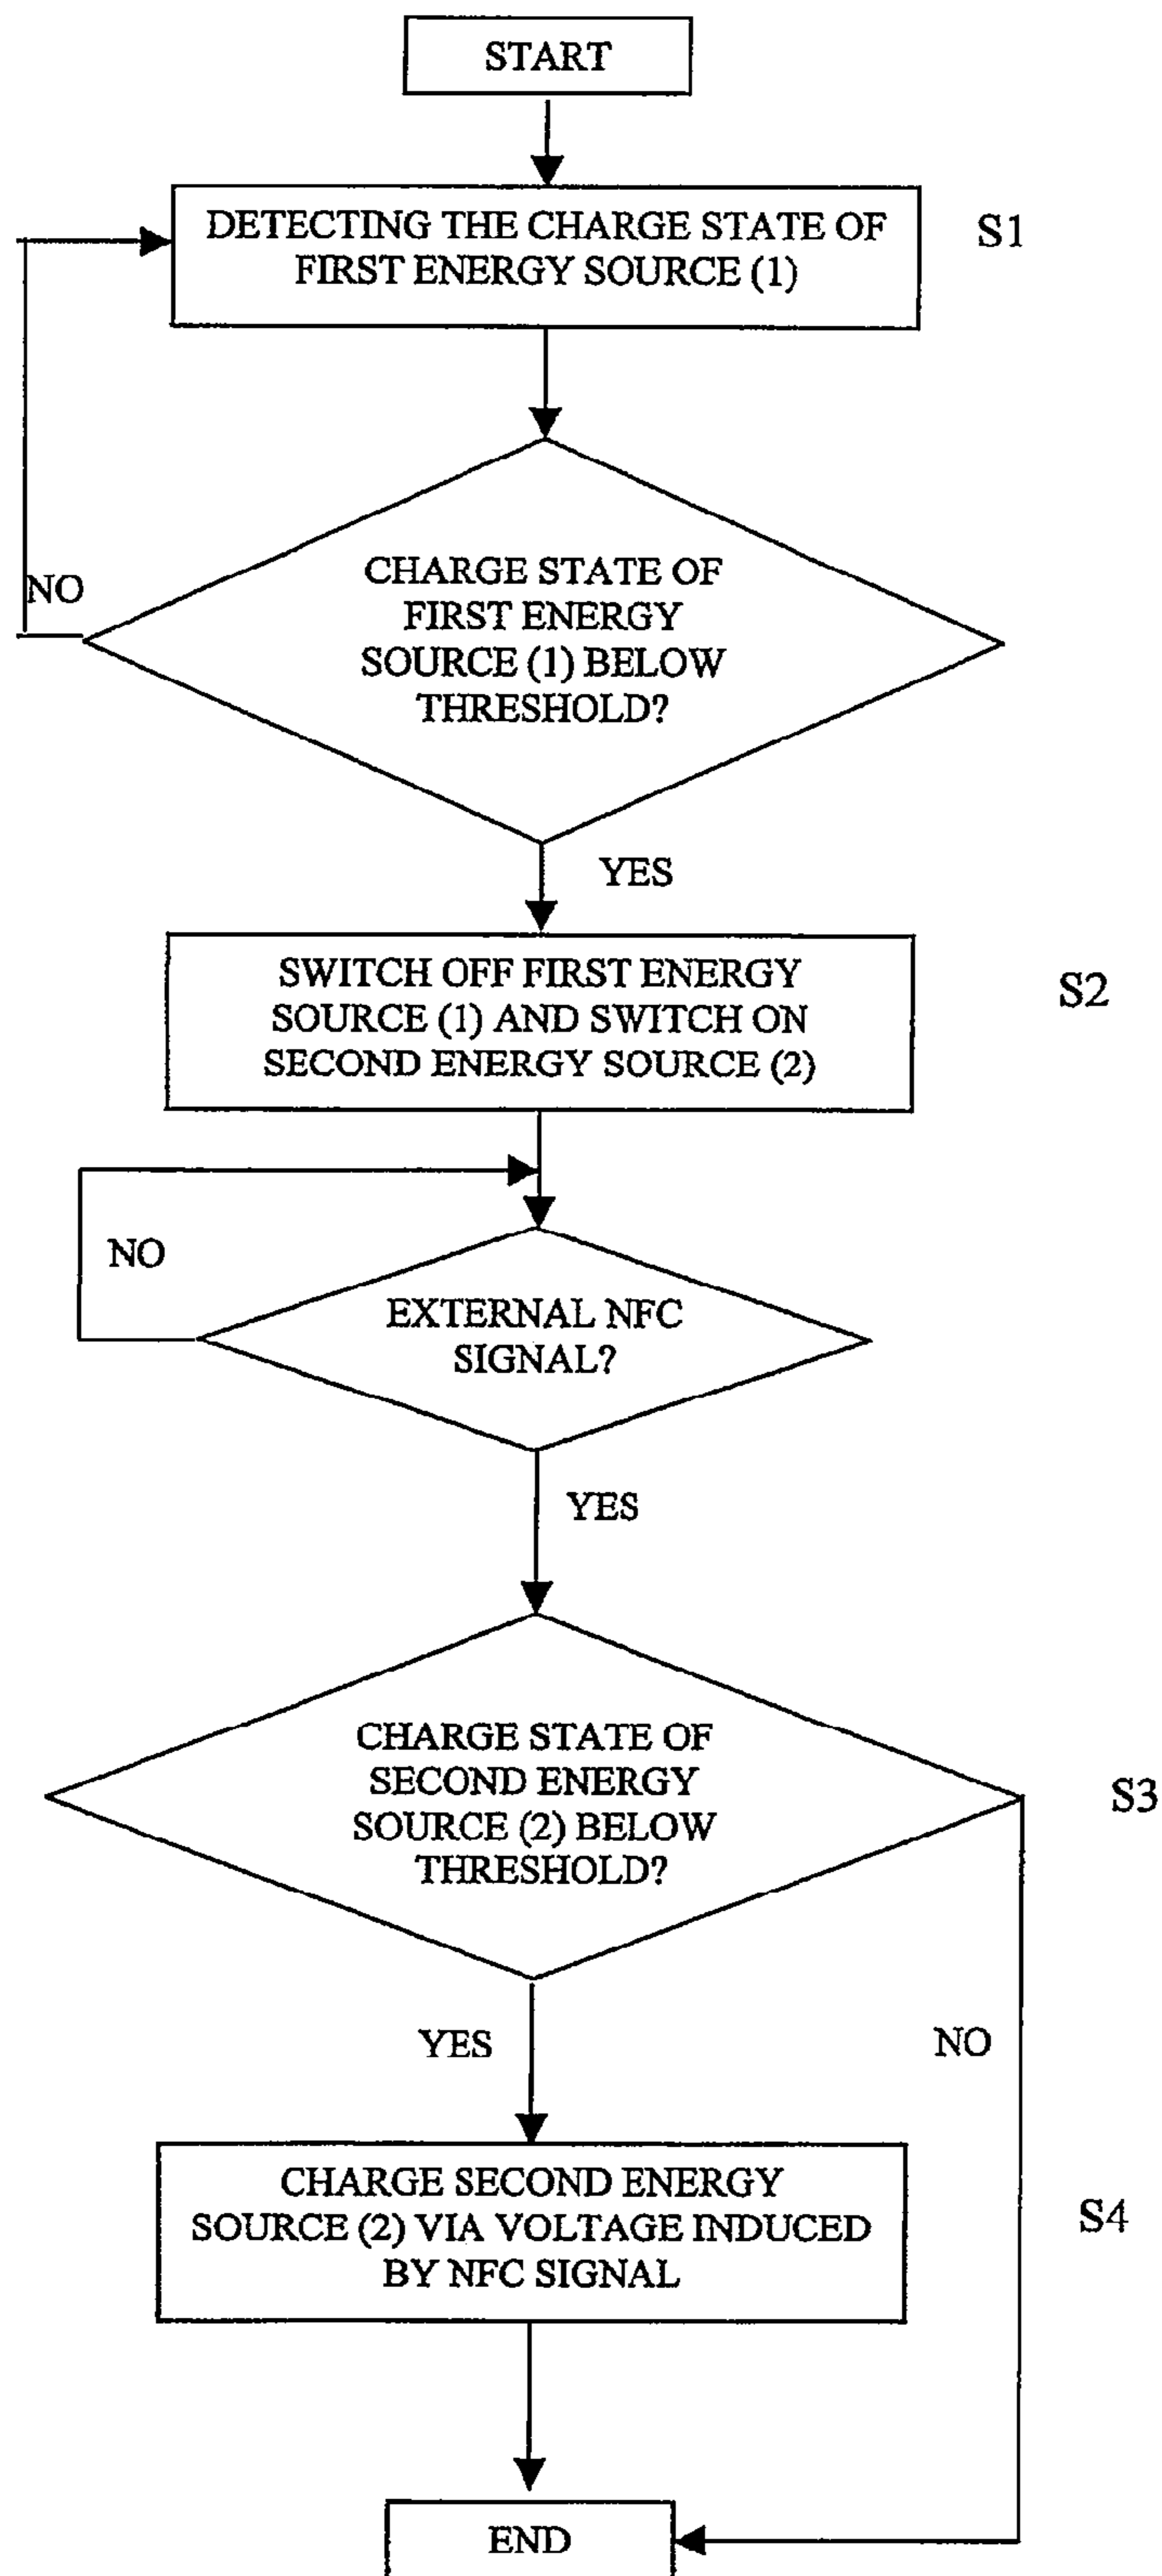 START
DETECTING THE CHARGE STATE OF
FIRST ENERGY SOURCE (1)
S1
CHARGE STATE OF
FIRST ENERGY
SOURCE (1) BELOW
THRESHOLD?
NO
YES
SWITCH OFF FIRST ENERGY
SOURCE (1) AND SWITCH ON
SECOND ENERGY SOURCE (2)
S2
NO
EXTERNAL NFC
SIGNAL?
YES
CHARGE STATE OF
SECOND ENERGY
SOURCE (2) BELOW
THRESHOLD?
S3
YES
NO
CHARGE SECOND ENERGY
SOURCE (2) VIA VOLTAGE INDUCED
BY NFC SIGNAL
S4
END